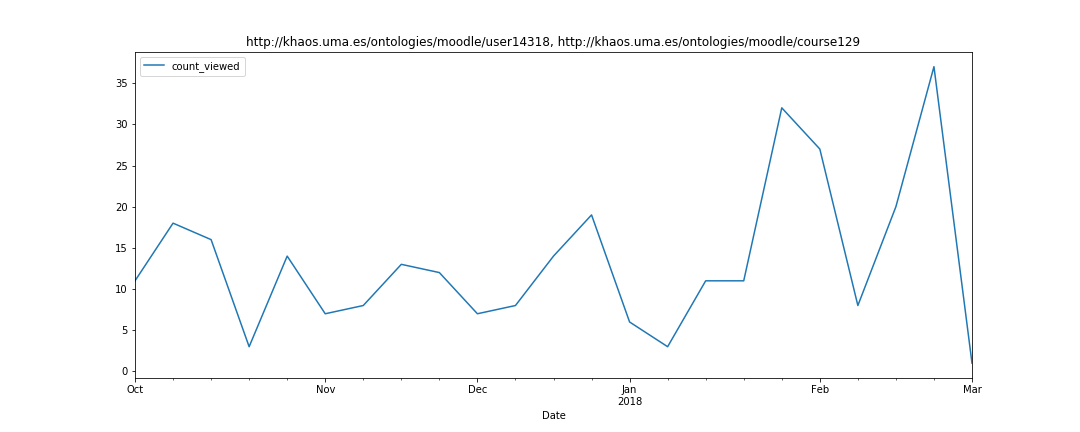 http://khaos.uma.es/ontologies/moodle/user14318, http://khaos.uma.es/ontologies/moodle/course129
count_viewed
35
30
25
20
15
10
5
0
Oct Nov Dec Jan Feb Mar
2018
Date